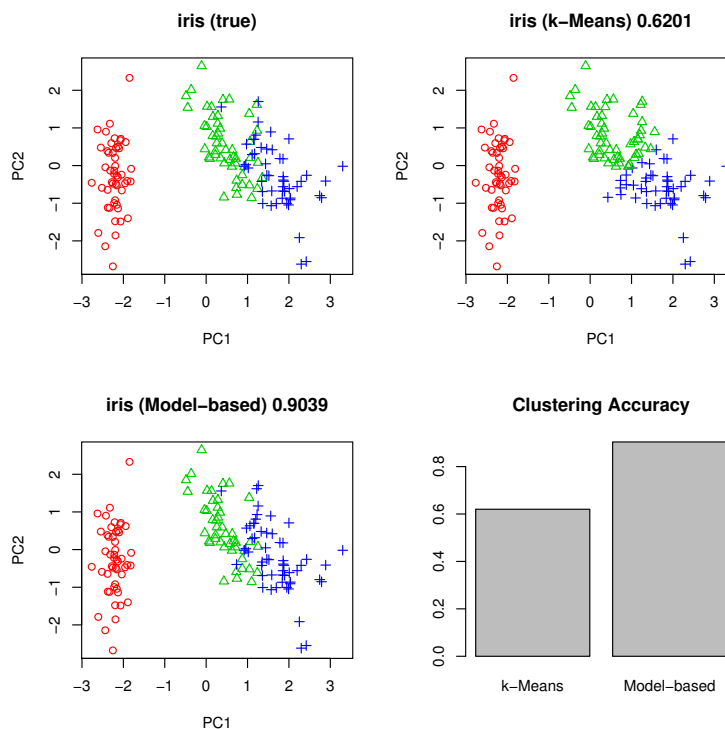 iris (true)
PC2
2
1
0
−1
−2
−3 −2 −1 0 1 2 3
PC1
iris (k−Means) 0.6201
PC2
2
1
0
−1
−2
−3 −2 −1 0 1 2 3
iris (Model−based) 0.9039
PC2
2
1
0
−1
−2
−3 −2 −1 0 1 2 3
PC1
Clustering Accuracy
0.8
0.6
0.4
0.2
0.0
k−Means Model−based